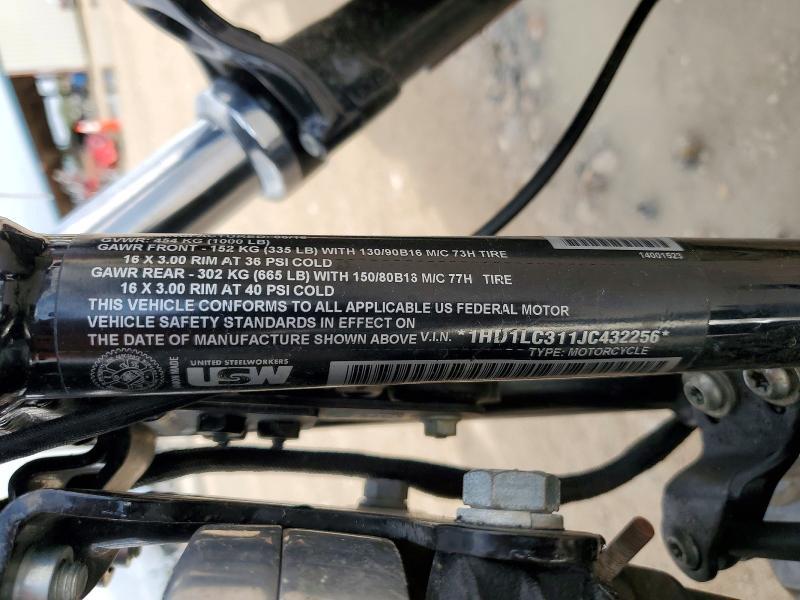 GVWR: 454 KG (1000 LB)
GAWR FRONT - 152 KG (335 LB) WITH 130/90B16 M/C 73H TIRE
16 X 3.00 RIM AT 36 PSI COLD
GAWR REAR - 302 KG (665 LB) WITH 150/80B16 M/C 77H TIRE
16 X 3.00 RIM AT 40 PSI COLD
THIS VEHICLE CONFORMS TO ALL APPLICABLE US FEDERAL MOTOR
VEHICLE SAFETY STANDARDS IN EFFECT ON
THE DATE OF MANUFACTURE SHOWN ABOVE V.I.N. *1HD1LC311JC432256*
TYPE: MOTORCYCLE
14001523
UNION MADE
UNITED STEELWORKERS
USW